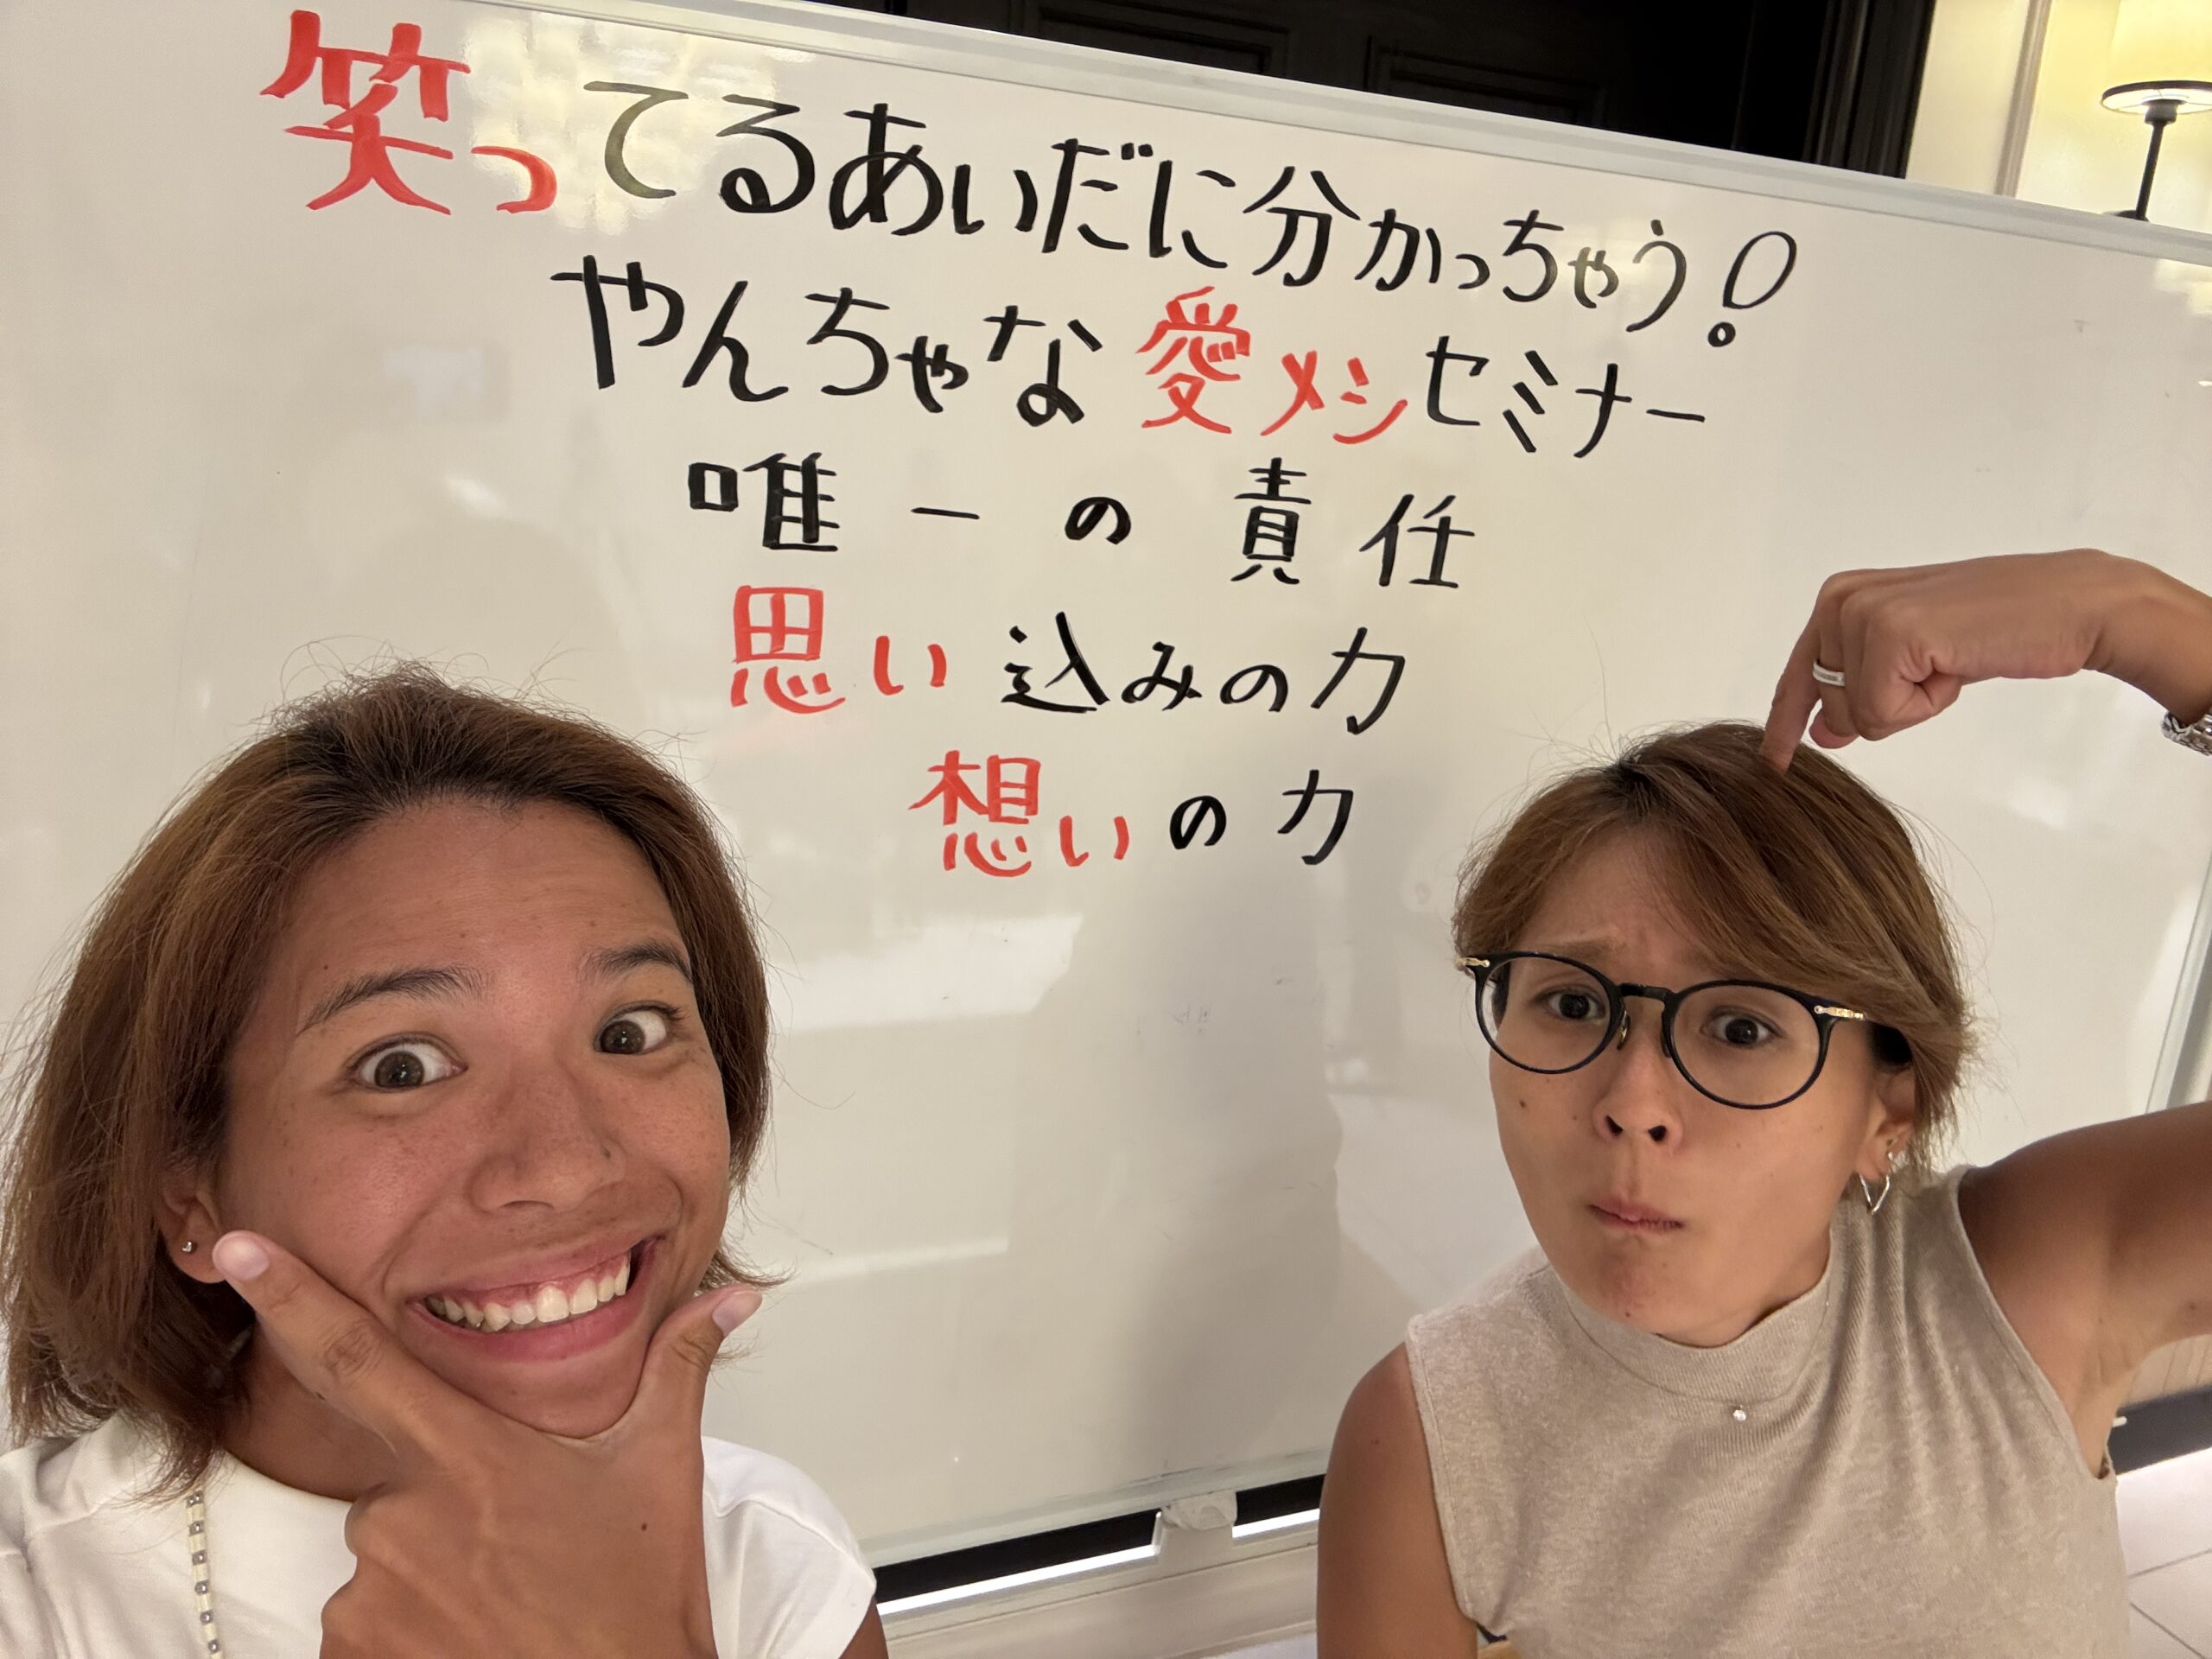 笑ってるあいだに分かっちゃう!
やんちゃな愛メシセミナー
唯一の責任
思い込みの力
想いの力